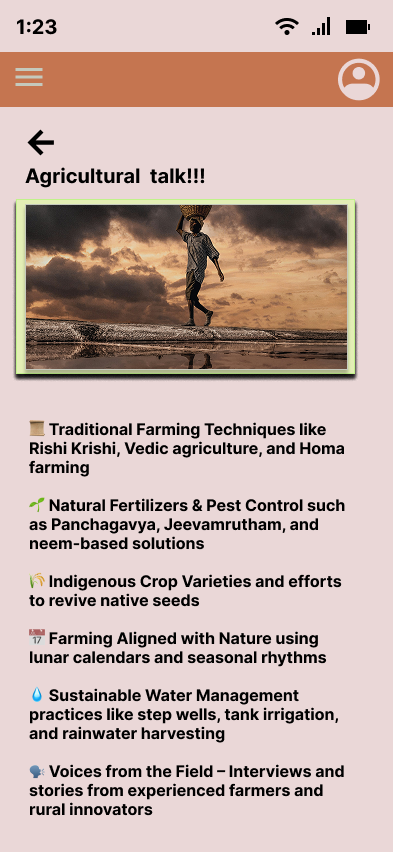 1:23
Agricultural talk!!!
📜 Traditional Farming Techniques like
Rishi Krishi, Vedic agriculture, and Homa
farming
🌱 Natural Fertilizers & Pest Control such
as Panchagavya, Jeevamrutham, and
neem-based solutions
🌾 Indigenous Crop Varieties and efforts
to revive native seeds
📅 Farming Aligned with Nature using
lunar calendars and seasonal rhythms
💧 Sustainable Water Management
practices like step wells, tank irrigation,
and rainwater harvesting
🗣️ Voices from the Field – Interviews and
stories from experienced farmers and
rural innovators